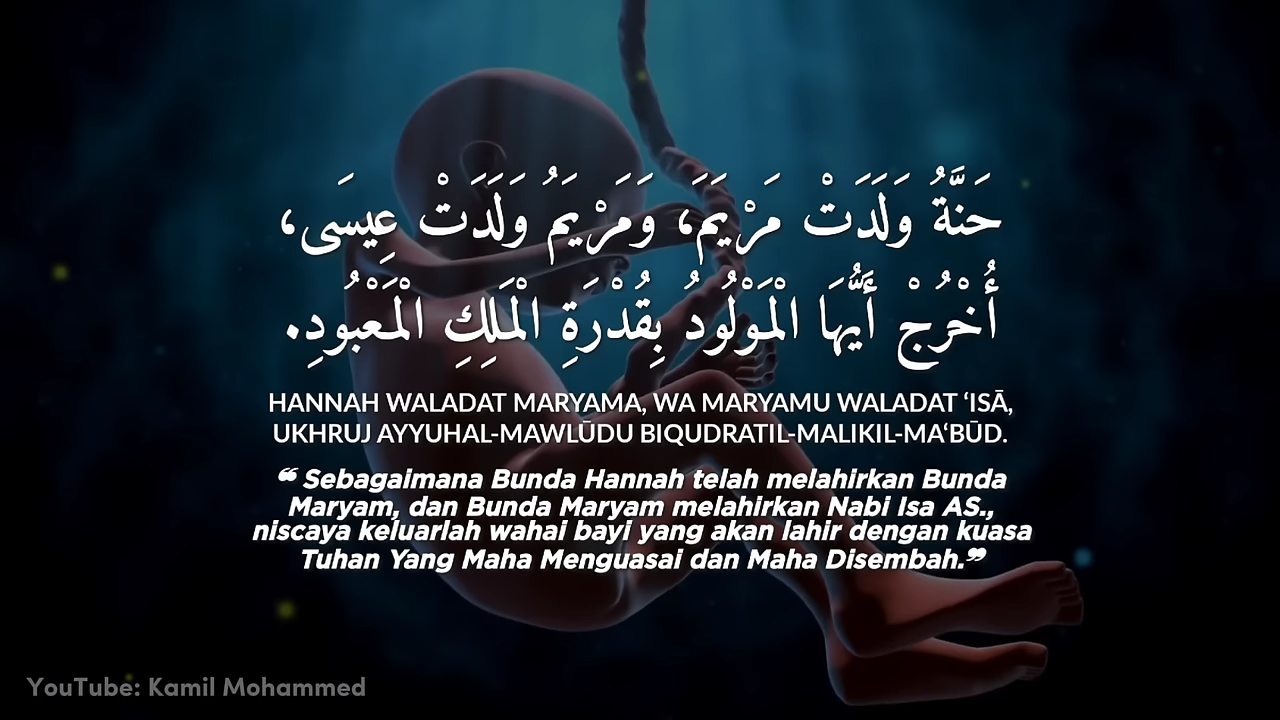 حَنَّةُ وَلَدَتْ مَرْيَمَ، وَمَرْيَمُ وَلَدَتْ عِيسَى،
أُخْرُجْ أَيُّهَا الْمَوْلُودُ بِقُدْرَةِ الْمَلِكِ الْمَعْبُودِ.
HANNAH WALADAT MARYAMA, WA MARYAMU WALADAT ‘ISĀ,
UKHRUJ AYYUHAL-MAWLŪDU BIQUDRATIL-MALIKIL-MA‘BŪD.
❝ Sebagaimana Bunda Hannah telah melahirkan Bunda
Maryam, dan Bunda Maryam melahirkan Nabi Isa AS.,
niscaya keluarlah wahai bayi yang akan lahir dengan kuasa
Tuhan Yang Maha Menguasai dan Maha Disembah.❞
YouTube: Kamil Mohammed